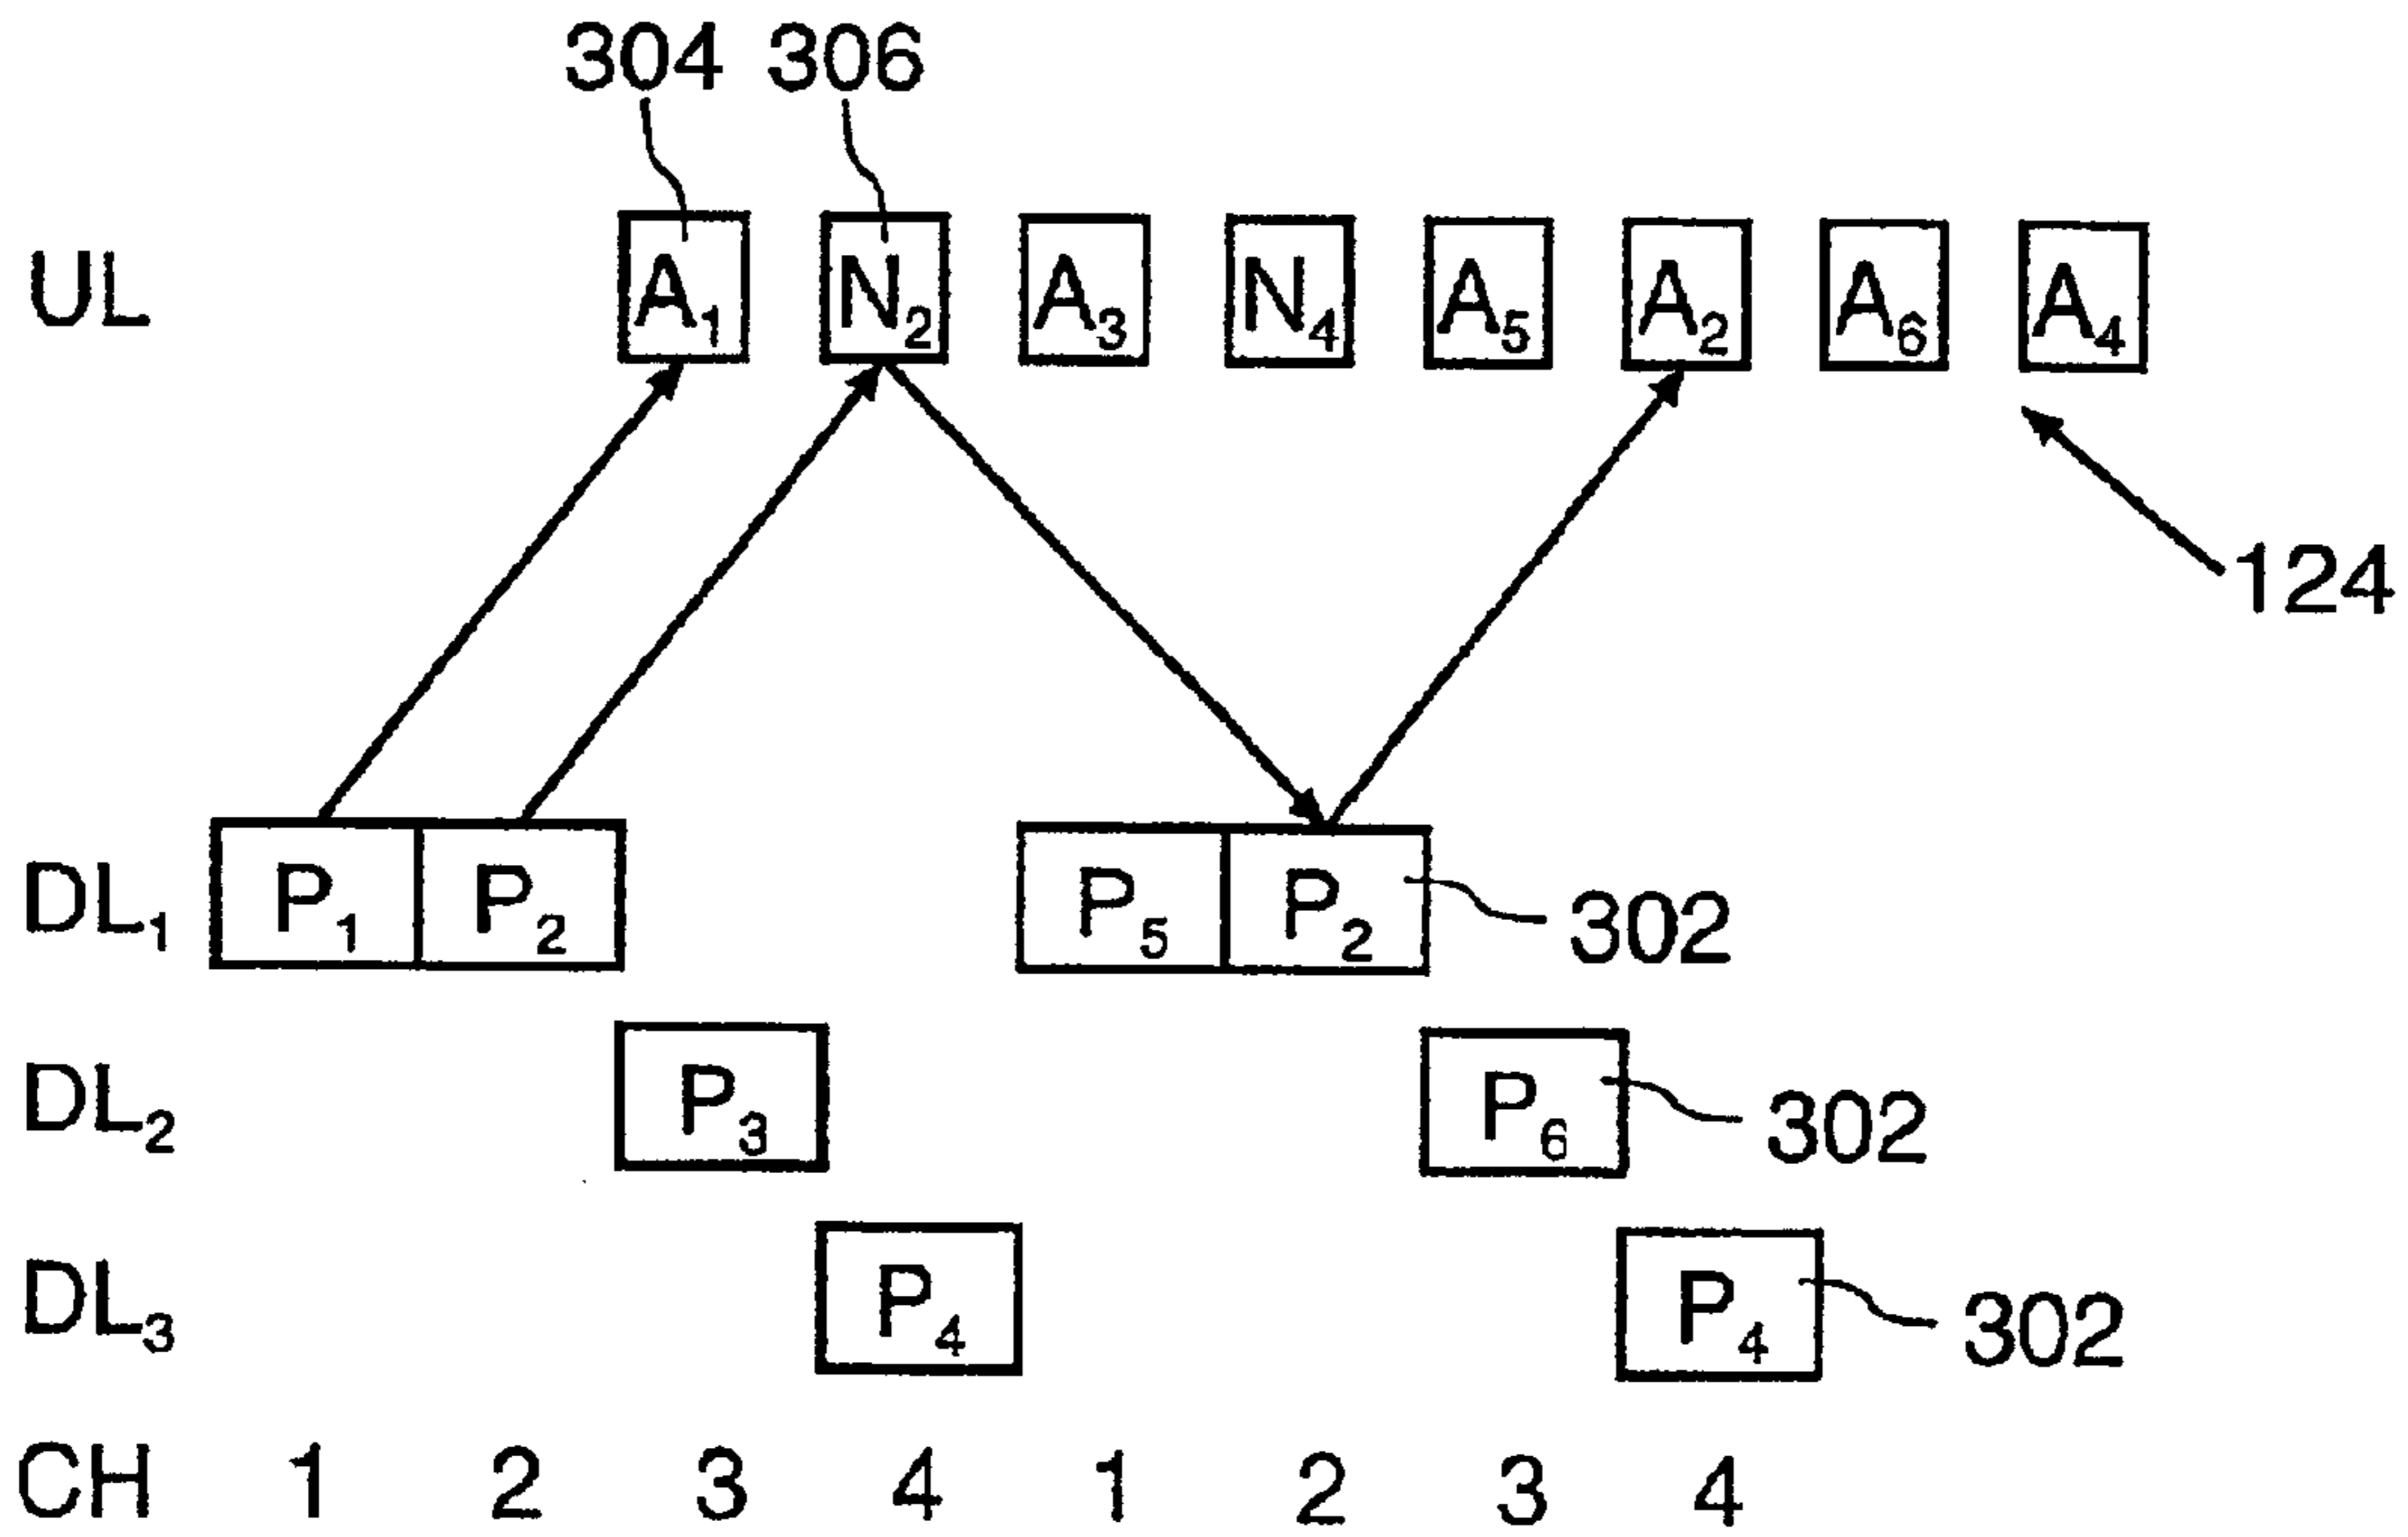 304 306
UL A₁ N₂ A₃ N₄ A₅ A₂ A₆ A₄
124
DL₁ P₁ P₂ P₅ P₂ 302
DL₂ P₃ P₆ 302
DL₃ P₄ P₄ 302
CH 1 2 3 4 1 2 3 4